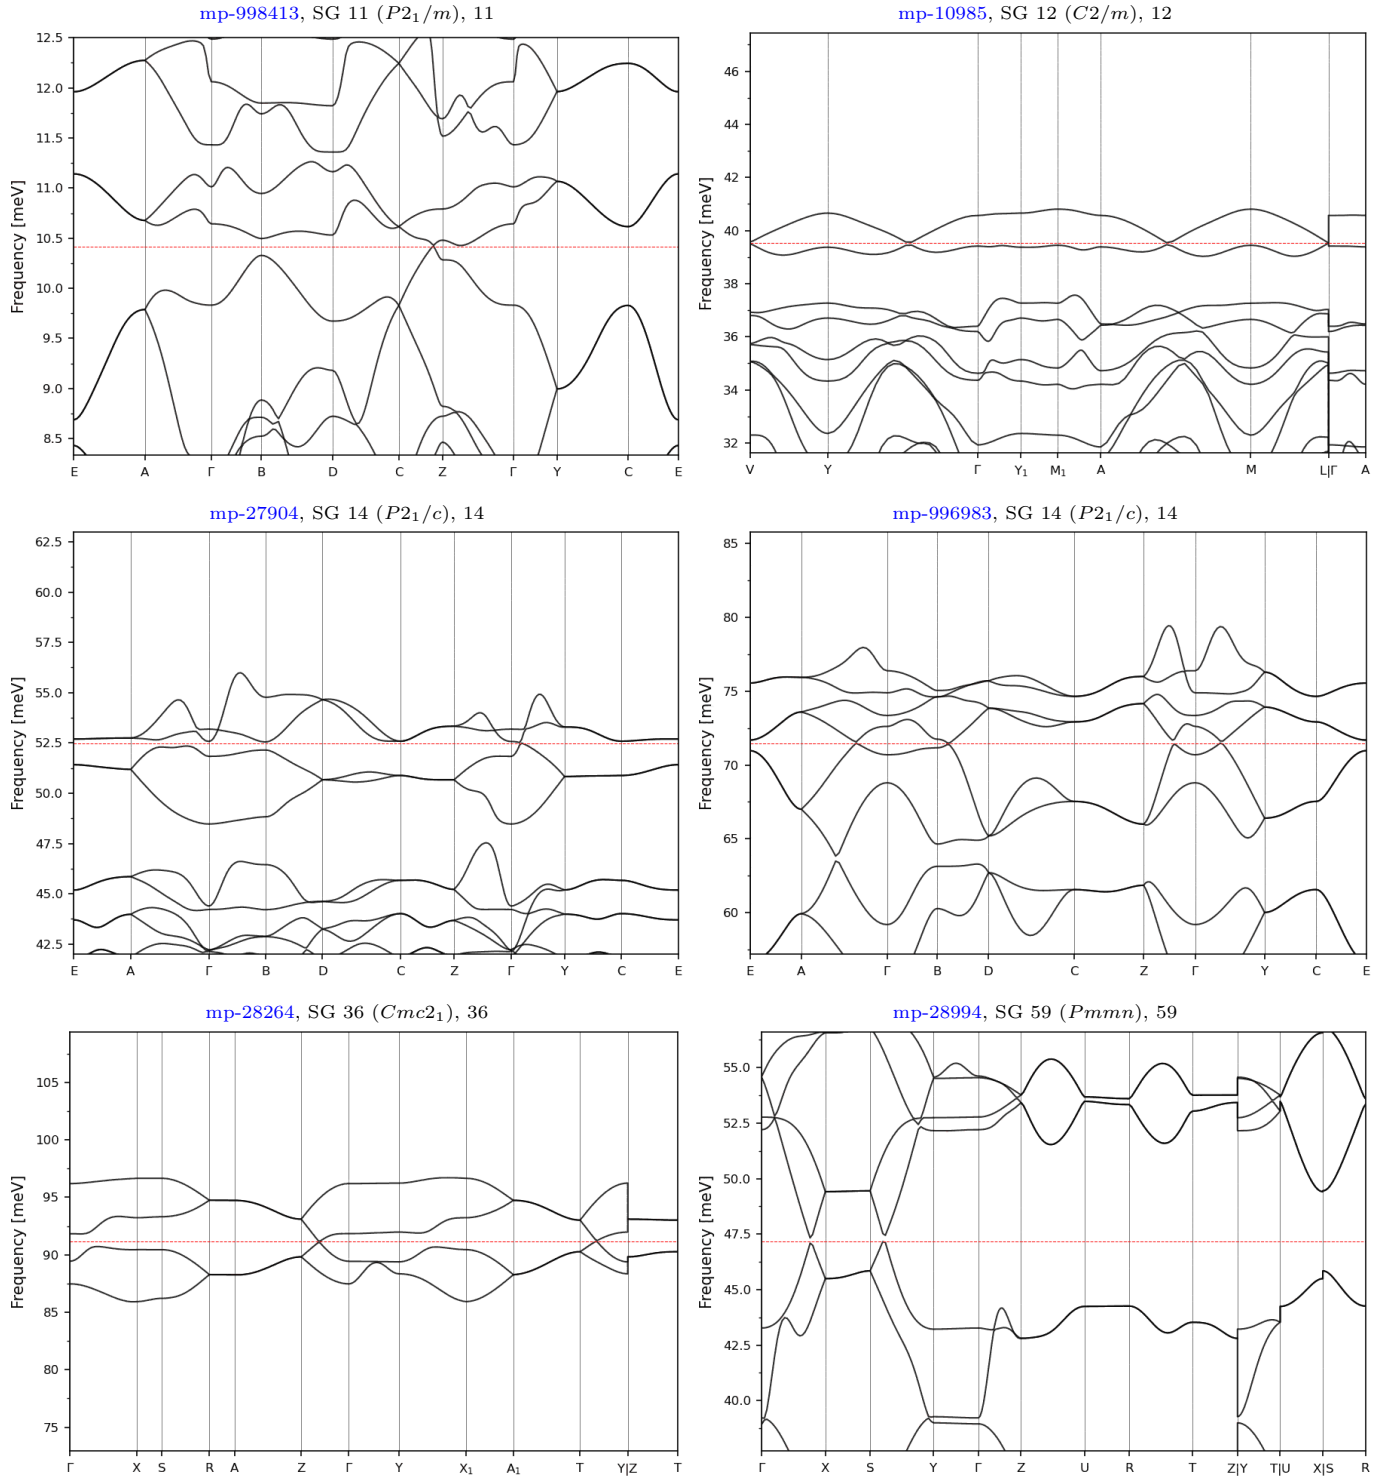 mp-998413, SG 11 (P2₁/m), 11
12.5
12.0
11.5
11.0
10.5
10.0
9.5
9.0
8.5
Frequency [meV]
E A Γ B D C Z Γ Y C E
mp-10985, SG 12 (C2/m), 12
46
44
42
40
38
36
34
32
Frequency [meV]
V Y Γ Y₁ M₁ A M L|Γ A
mp-27904, SG 14 (P2₁/c), 14
62.5
60.0
57.5
55.0
52.5
50.0
47.5
45.0
42.5
Frequency [meV]
E A Γ B D C Z Γ Y C E
mp-996983, SG 14 (P2₁/c), 14
85
80
75
70
65
60
Frequency [meV]
E A Γ B D C Z Γ Y C E
mp-28264, SG 36 (Cmc2₁), 36
105
100
95
90
85
80
75
Frequency [meV]
Γ X S R A Z Γ Y X₁ A₁ T Y|Z T
mp-28994, SG 59 (Pmmn), 59
55.0
52.5
50.0
47.5
45.0
42.5
40.0
Frequency [meV]
Γ X S Y Γ Z U R T Z|Y T|U X|S R